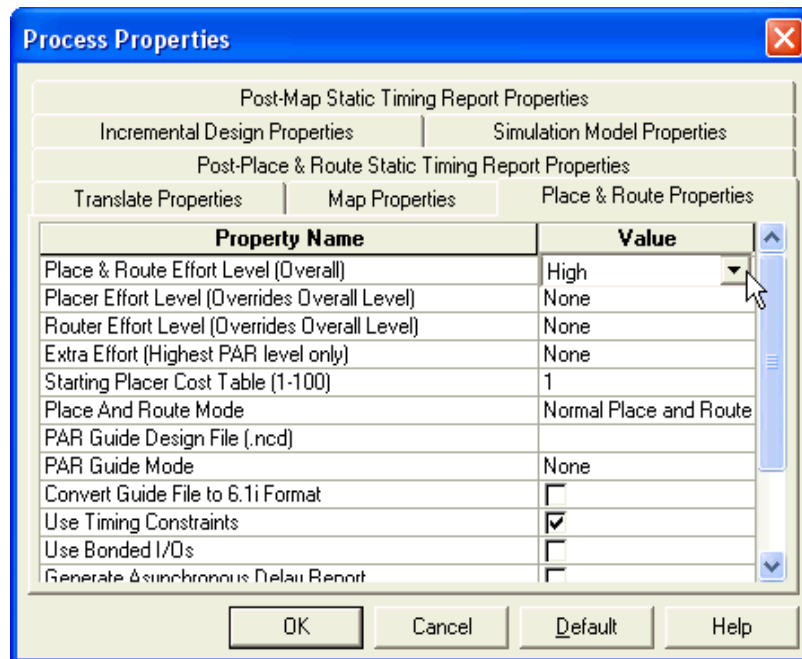 Process Properties
Post-Map Static Timing Report Properties
Incremental Design Properties Simulation Model Properties
Post-Place & Route Static Timing Report Properties
Translate Properties Map Properties Place & Route Properties
Property Name Value
Place & Route Effort Level (Overall) High
Placer Effort Level (Overrides Overall Level) None
Router Effort Level (Overrides Overall Level) None
Extra Effort (Highest PAR level only) None
Starting Placer Cost Table (1-100) 1
Place And Route Mode Normal Place and Route
PAR Guide Design File (.ncd)
PAR Guide Mode None
Convert Guide File to 6.1i Format
Use Timing Constraints
Use Bonded I/Os
Generate Asynchronous Delay Report
OK Cancel Default Help